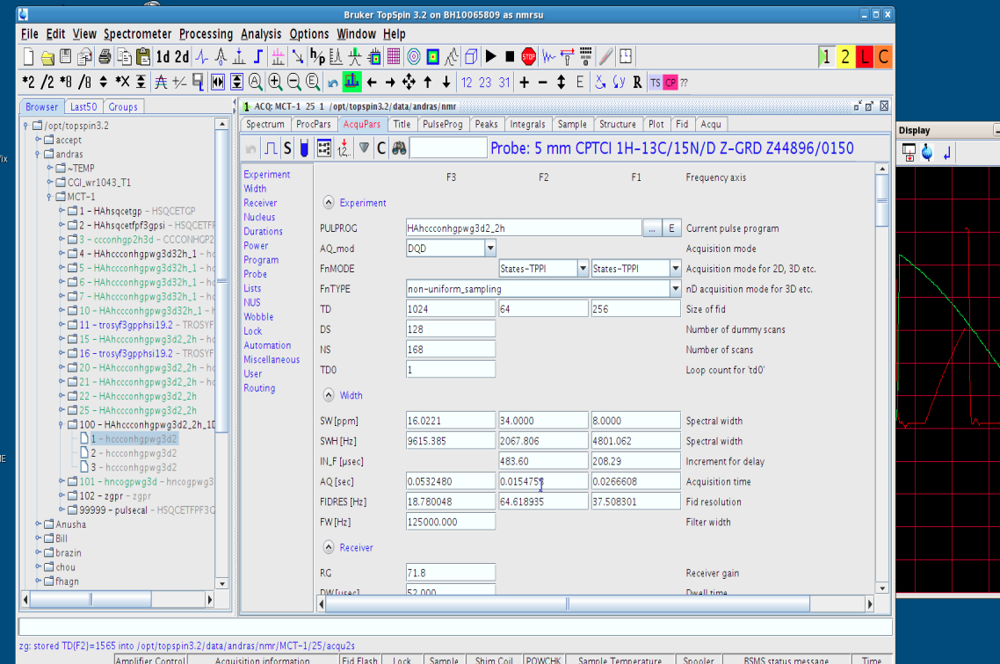 Bruker TopSpin 3.2 on BH10065809 as nmrsu
File Edit View Spectrometer Processing Analysis Options Window Help
1d 2d 1 2 L C
*2 /2 *8 /8 *X 12 23 31 E R TS CP ??
Browser Last50 Groups
/opt/topspin3.2
accept
andras
~TEMP
CGI_wr1043_T1
MCT-1
1 - HAhsqcetgp - HSQCETGP
2 - HAhsqcetfpf3gpsi - HSQCETF
3 - ccconhgp2h3d - CCCONHGP2
4 - HAhccconhgpwg3d32h_1 - hc
5 - HAhccconhgpwg3d32h_1 - hc
6 - HAhccconhgpwg3d32h_1 - hc
7 - HAhccconhgpwg3d32h_1 - hc
10 - HAhccconhgpwg3d32h_1 - h
11 - trosyf3gpphsi19.2 - TROSYF
15 - HAhccconhgpwg3d2_2h - hc
16 - trosyf3gpphsi19.2 - TROSYF
20 - HAhccconhgpwg3d2_2h - hc
21 - HAhccconhgpwg3d2_2h - hc
22 - HAhccconhgpwg3d2_2h
25 - HAhccconhgpwg3d2_2h
100 - HAhccconhgpwg3d2_2h_1D
1 - hccconhgpwg3d2
2 - hccconhgpwg3d2
3 - hccconhgpwg3d2
101 - hncogpwg3d - hncogpwg3
102 - zgpr - zgpr
99999 - pulsecal - HSQCETFPF3G
Anusha
Bill
brazin
chou
fhagn
1 ACQ: MCT-1 25 1 /opt/topspin3.2/data/andras/nmr
Spectrum ProcPars AcquPars Title PulseProg Peaks Integrals Sample Structure Plot Fid Acqu
S C Probe: 5 mm CPTCI 1H-13C/15N/D Z-GRD Z44896/0150
Experiment
Width
Receiver
Nucleus
Durations
Power
Program
Probe
Lists
NUS
Wobble
Lock
Automation
Miscellaneous
User
Routing
F3 F2 F1 Frequency axis
Experiment
PULPROG HAhccconhgpwg3d2_2h ... E Current pulse program
AQ_mod DQD Acquisition mode
FnMODE States-TPPI States-TPPI Acquisition mode for 2D, 3D etc.
FnTYPE non-uniform_sampling nD acquisition mode for 3D etc.
TD 1024 64 256 Size of fid
DS 128 Number of dummy scans
NS 168 Number of scans
TD0 1 Loop count for 'td0'
Width
SW [ppm] 16.0221 34.0000 8.0000 Spectral width
SWH [Hz] 9615.385 2067.806 4801.062 Spectral width
IN_F [µsec] 483.60 208.29 Increment for delay
AQ [sec] 0.0532480 0.0266608 Acquisition time
FIDRES [Hz] 18.780048 64.618935 37.508301 Fid resolution
FW [Hz] 125000.000 Filter width
Receiver
RG 71.8 Receiver gain
DW [µsec] 52.000 Dwell time
zg: stored TD{F2}=1565 into /opt/topspin3.2/data/andras/nmr/MCT-1/25/acqu2s
Amplifier Control Acquisition information Fid Flash Lock Sample Shim Coil POWCHK Sample Temperature Spooler BSMS status message Time
Display